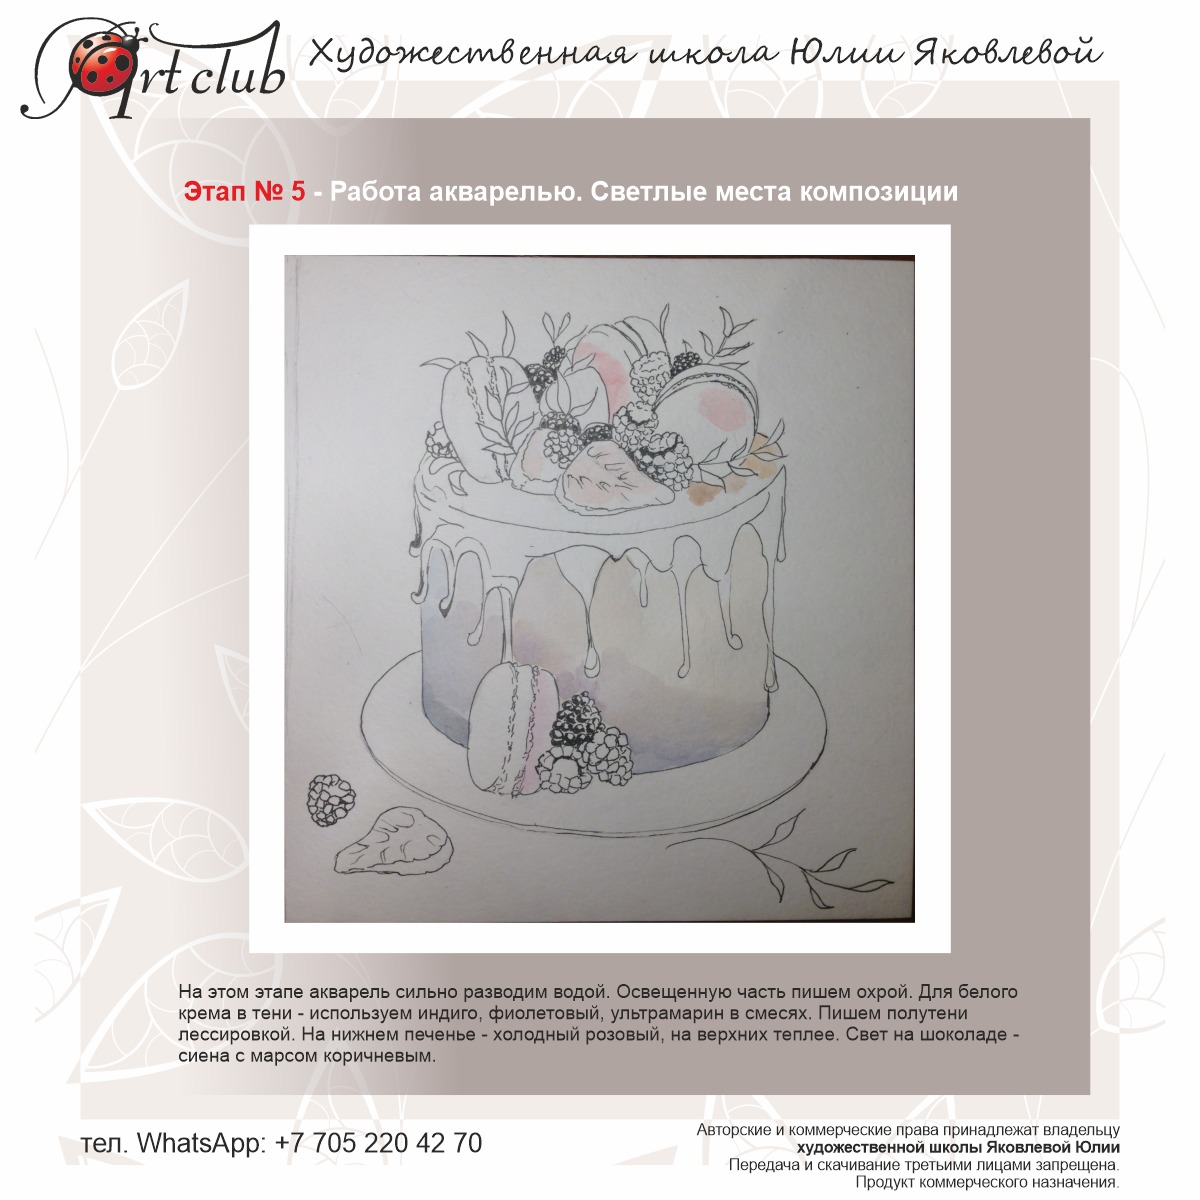 Art club
Художественная школа Юлии Яковлевой
Этап № 5 - Работа акварелью. Светлые места композиции
На этом этапе акварель сильно разводим водой. Освещенную часть пишем охрой. Для белого
крема в тени - используем индиго, фиолетовый, ультрамарин в смесях. Пишем полутени
лессировкой. На нижнем печенье - холодный розовый, на верхних теплее. Свет на шоколаде -
сиена с марсом коричневым.
тел. WhatsApp: +7 705 220 42 70
Авторские и коммерческие права принадлежат владельцу
художественной школы Яковлевой Юлии
Передача и скачивание третьими лицами запрещена.
Продукт коммерческого назначения.